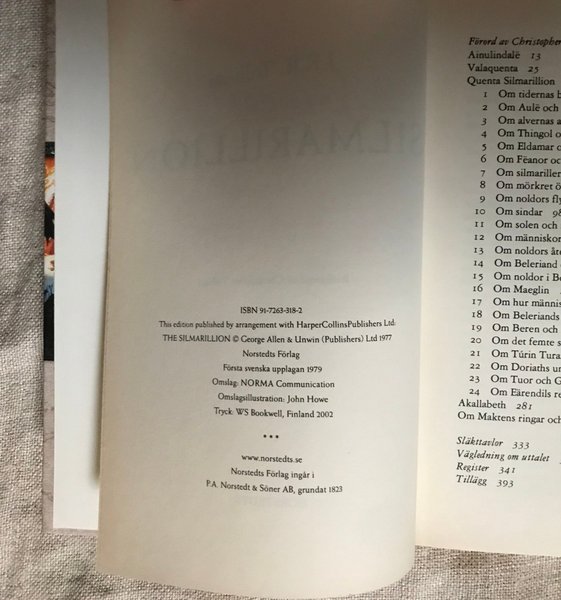 ISBN 91-7263-318-2
This edition published by arrangement with HarperCollinsPublishers Ltd:
THE SILMARILLION © George Allen & Unwin (Publishers) Ltd 1977
Norstedts Förlag
Första svenska upplagan 1979
Omslag: NORMA Communication
Omslagsillustration: John Howe
Tryck: WS Bookwell, Finland 2002
•••
www.norstedts.se
Norstedts Förlag ingår i
P.A. Norstedt & Söner AB, grundat 1823
Förord av Christopher
Ainulindalë 13
Valaquenta 25
Quenta Silmarillion
1 Om tidernas
2 Om Aulë och
3 Om alvernas
4 Om Thingol
5 Om Eldamar
6 Om Fëanor och
7 Om silmariller
8 Om mörkret
9 Om noldors
10 Om sindar
11 Om solen och
12 Om människor
13 Om noldors
14 Om Beleriand
15 Om noldor i
16 Om Maeglin
17 Om hur
18 Om Beleriands
19 Om Beren och
20 Om det femte
21 Om Túrin
22 Om Doriaths
23 Om Tuor och
24 Om Eärendils
Akallabeth 281
Om Maktens ringar och
Släkttavlor 333
Vägledning om uttalet
Register 341
Tillägg 393